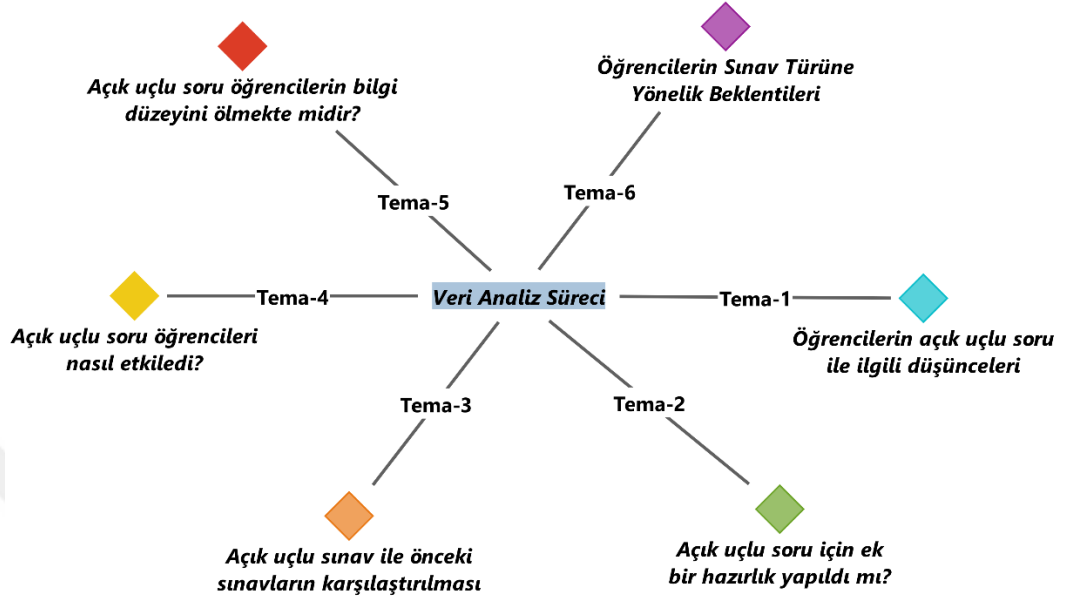 Açık uçlu soru öğrencilerin bilgi
düzeyini ölmekte midir?
Öğrencilerin Sınav Türüne
Yönelik Beklentileri
Tema-5
Tema-6
Tema-4
Veri Analiz Süreci
Tema-1
Açık uçlu soru öğrencileri
nasıl etkiledi?
Öğrencilerin açık uçlu soru
ile ilgili düşünceleri
Tema-3
Tema-2
Açık uçlu sınav ile önceki
sınavların karşılaştırılması
Açık uçlu soru için ek
bir hazırlık yapıldı mı?